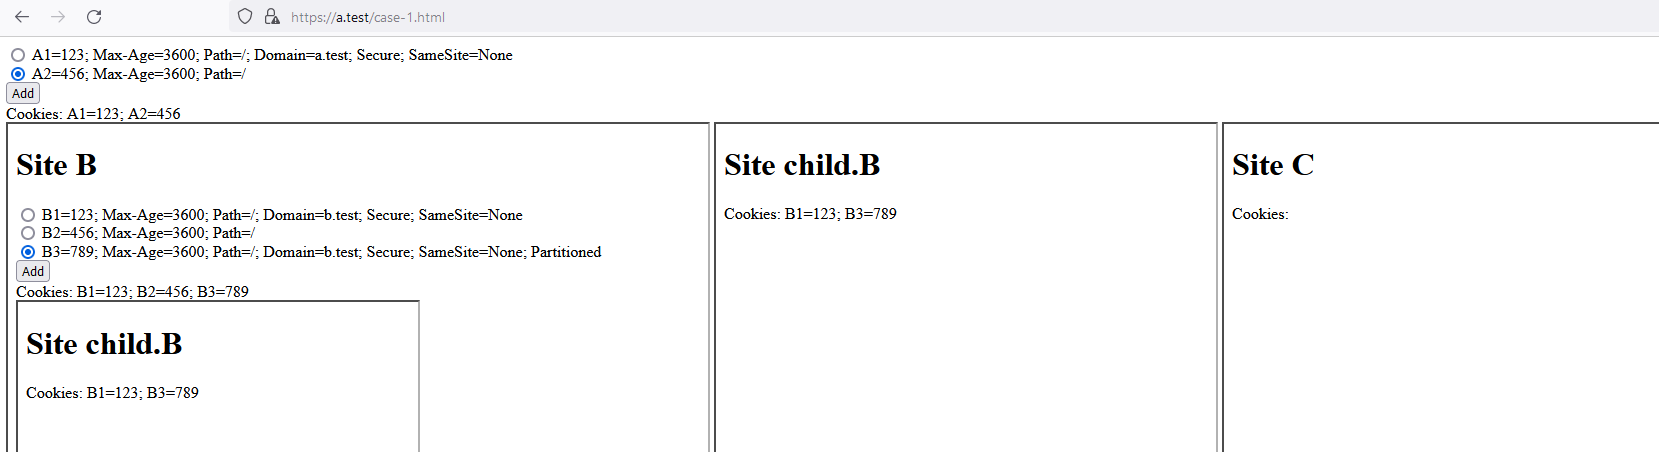 https://a.test/case-1.html
A1=123; Max-Age=3600; Path=/; Domain=a.test; Secure; SameSite=None
A2=456; Max-Age=3600; Path=/
Add
Cookies: A1=123; A2=456
Site B
B1=123; Max-Age=3600; Path=/; Domain=b.test; Secure; SameSite=None
B2=456; Max-Age=3600; Path=/
B3=789; Max-Age=3600; Path=/; Domain=b.test; Secure; SameSite=None; Partitioned
Add
Cookies: B1=123; B2=456; B3=789
Site child.B
Cookies: B1=123; B3=789
Site child.B
Cookies: B1=123; B3=789
Site C
Cookies: